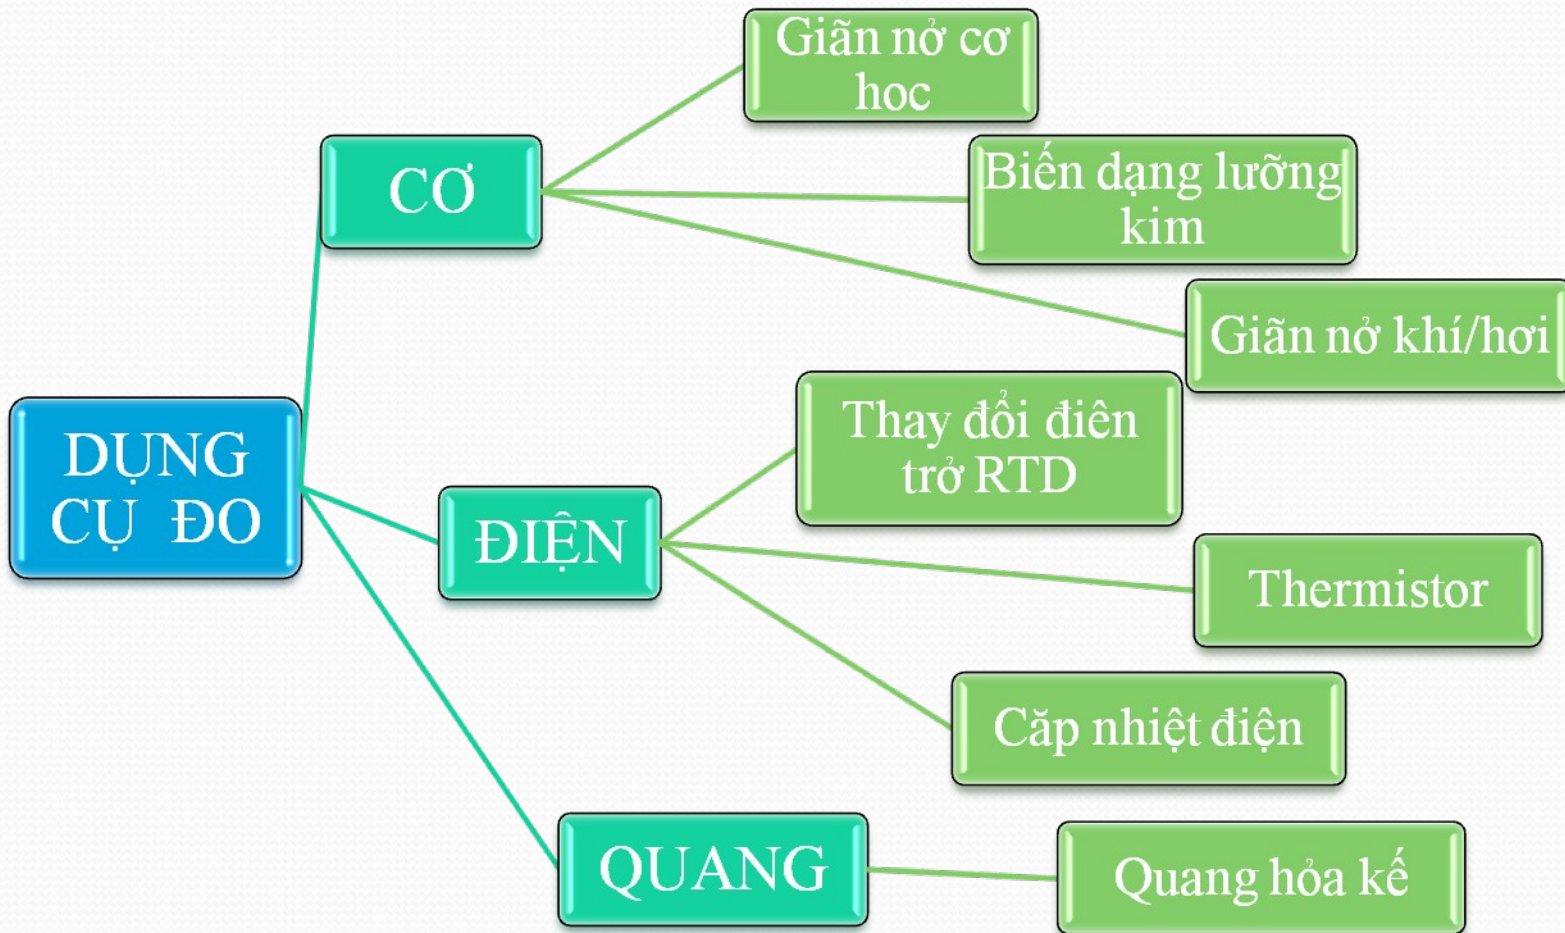 Giãn nở cơ
hoc
CƠ
Biến dạng lưỡng
kim
Giãn nở khí/hơi
DỤNG
CỤ ĐO
Thay đổi điên
trở RTD
ĐIỆN
Thermistor
Căp nhiệt điện
QUANG
Quang hỏa kế